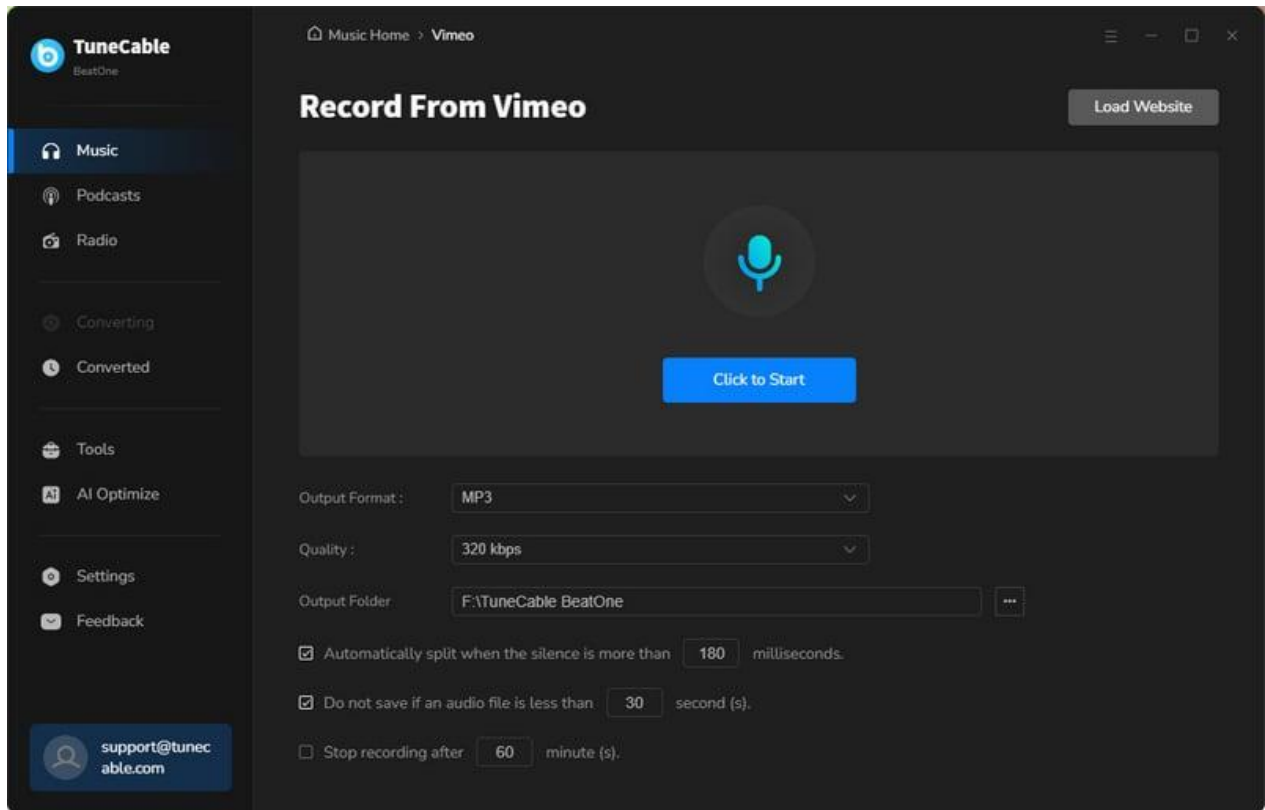 TuneCable
BeatOne
Music
Podcasts
Radio
Converting
Converted
Tools
AI Optimize
Settings
Feedback
support@tunec
able.com
Music Home > Vimeo
Record From Vimeo
Load Website
Click to Start
Output Format : MP3
Quality : 320 kbps
Output Folder F:\TuneCable BeatOne ...
Automatically split when the silence is more than 180 milliseconds.
Do not save if an audio file is less than 30 second (s).
Stop recording after 60 minute (s).